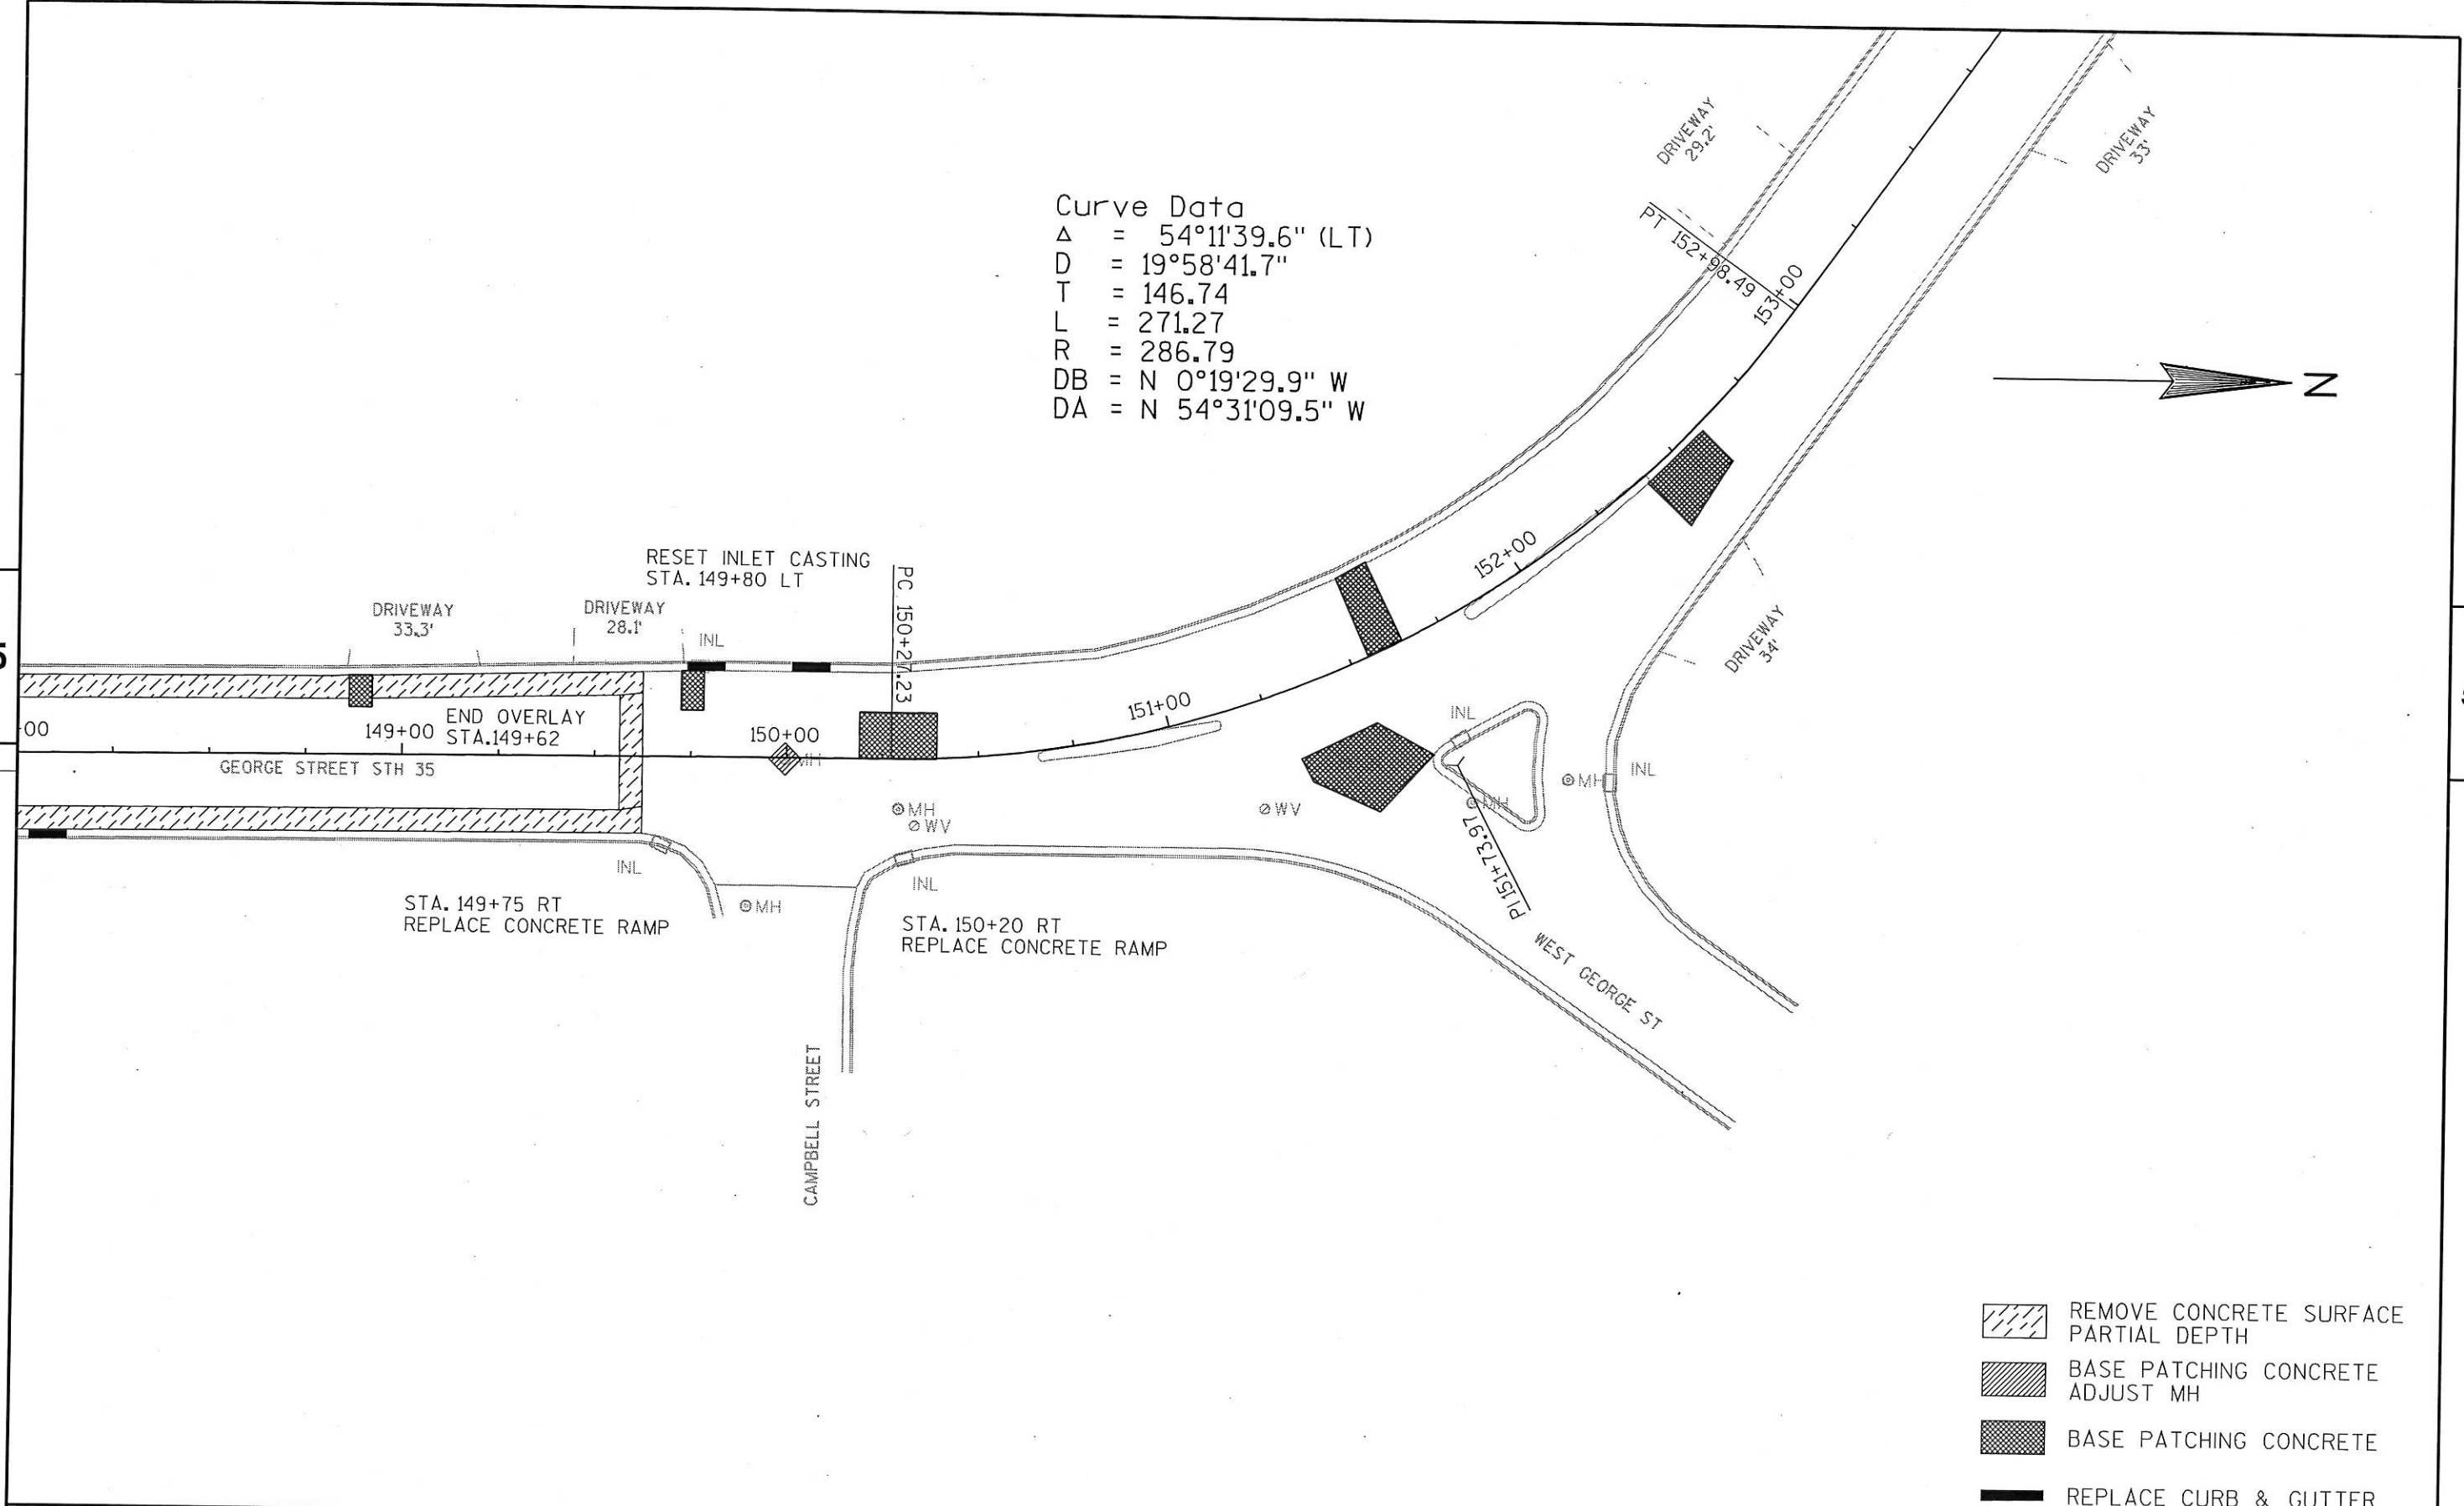 Curve Data
Δ = 54°11'39.6" (LT)
D = 19°58'41.7"
T = 146.74
L = 271.27
R = 286.79
DB = N 0°19'29.9" W
DA = N 54°31'09.5" W
DRIVEWAY
29.2'
DRIVEWAY
33'
PT 152+98.49
153+00
N
RESET INLET CASTING
STA. 149+80 LT
DRIVEWAY
33.3'
DRIVEWAY
28.1'
INL
PC 150+27.23
152+00
DRIVEWAY
34'
00
149+00
END OVERLAY
STA.149+62
150+00
MH
151+00
INL
GEORGE STREET STH 35
MH
WV
WV
MH
MH
INL
PI 151+73.97
INL
INL
MH
STA. 149+75 RT
REPLACE CONCRETE RAMP
STA. 150+20 RT
REPLACE CONCRETE RAMP
WEST GEORGE ST
CAMPBELL STREET
REMOVE CONCRETE SURFACE
PARTIAL DEPTH
BASE PATCHING CONCRETE
ADJUST MH
BASE PATCHING CONCRETE
REPLACE CURB & GUTTER